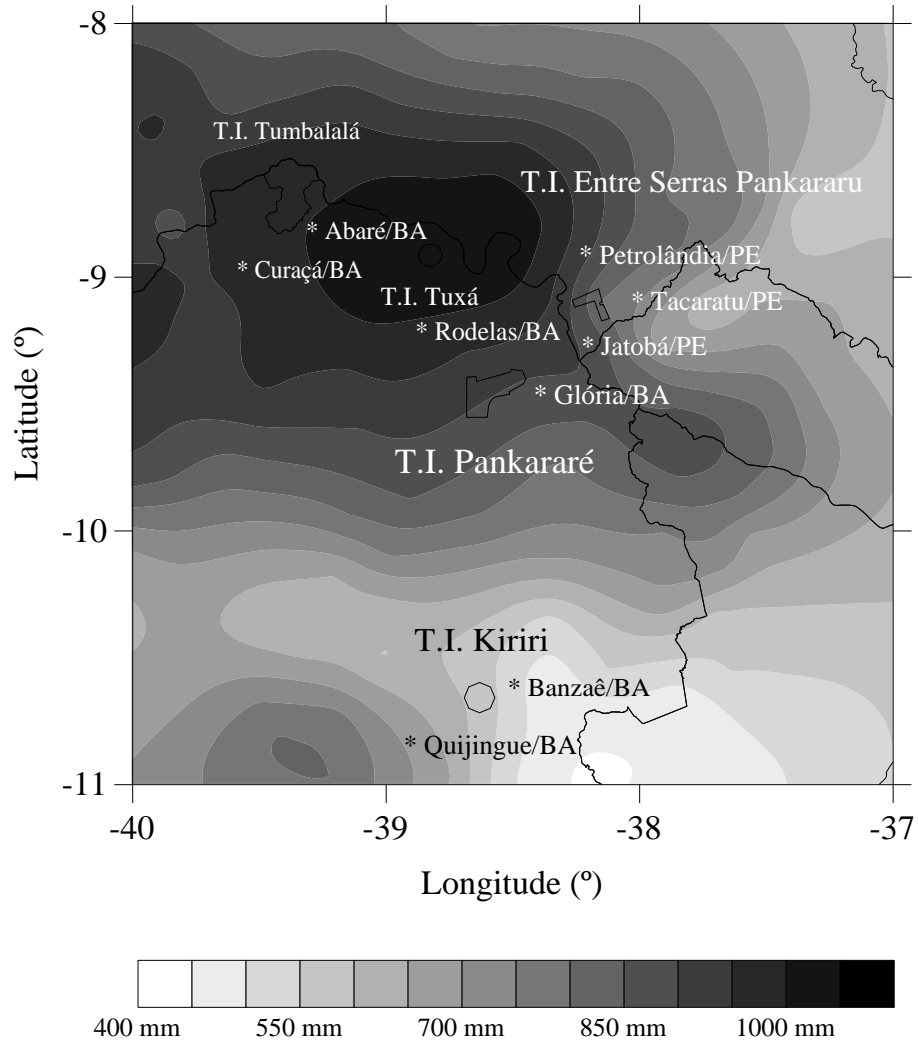 -8
T.I. Tumbalalá
T.I. Entre Serras Pankararu
* Abaré/BA
* Petrolândia/PE
* Curaçá/BA
-9
T.I. Tuxá
* Tacaratu/PE
* Rodelas/BA
* Jatobá/PE
* Glória/BA
T.I. Pankararé
Latitude (º)
-10
T.I. Kiriri
* Banzaê/BA
* Quijingue/BA
-11
-40 -39 -38 -37
Longitude (º)
400 mm 550 mm 700 mm 850 mm 1000 mm